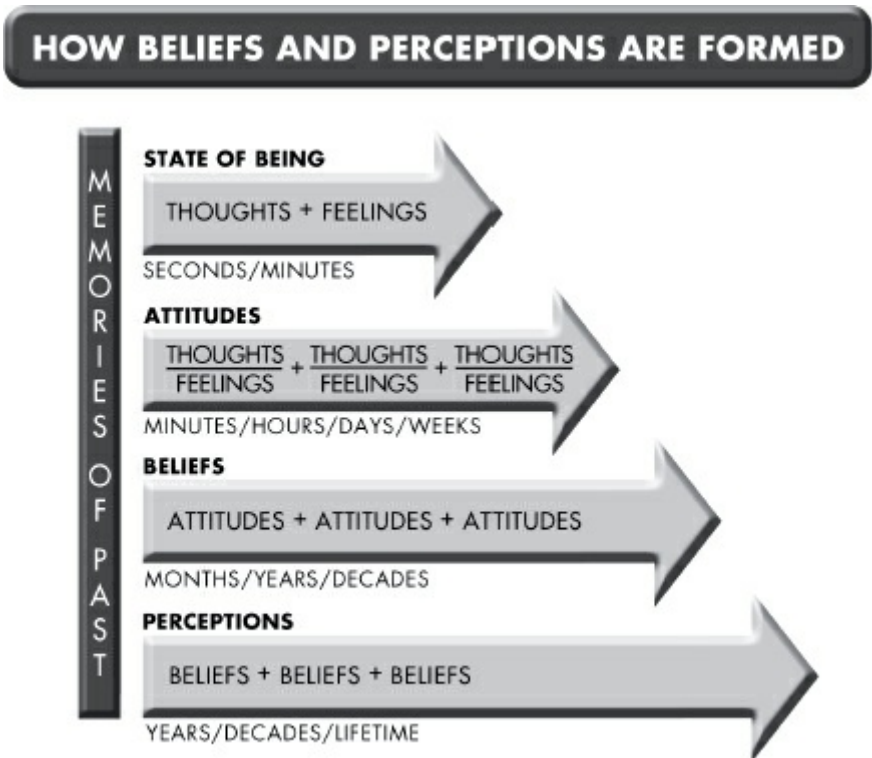 HOW BELIEFS AND PERCEPTIONS ARE FORMED
MEMORIES OF PAST
STATE OF BEING
THOUGHTS + FEELINGS
SECONDS/MINUTES
ATTITUDES
THOUGHTS + THOUGHTS + THOUGHTS
FEELINGS FEELINGS FEELINGS
MINUTES/HOURS/DAYS/WEEKS
BELIEFS
ATTITUDES + ATTITUDES + ATTITUDES
MONTHS/YEARS/DECADES
PERCEPTIONS
BELIEFS + BELIEFS + BELIEFS
YEARS/DECADES/LIFETIME